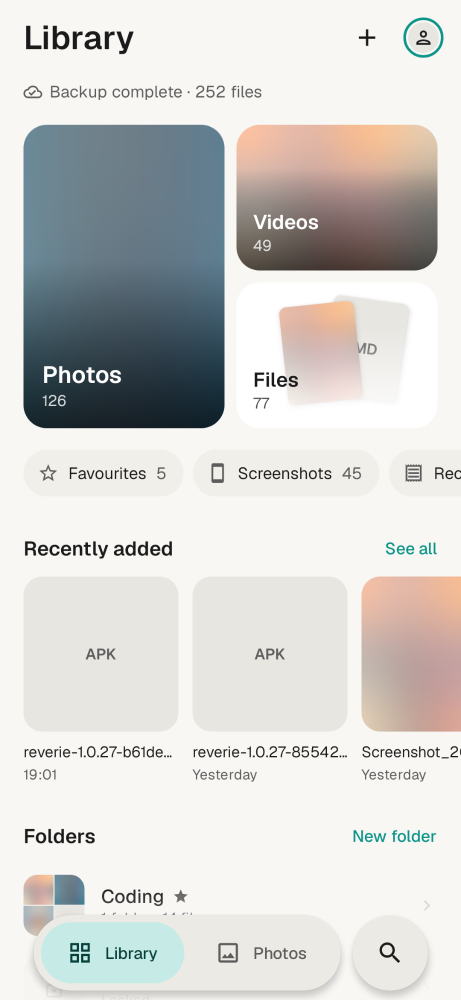 Library
Backup complete · 252 files
Videos
49
Photos
126
MD
Files
77
Favourites 5
Screenshots 45
Rec
Recently added
See all
APK
APK
reverie-1.0.27-b61de...
reverie-1.0.27-85542...
Screenshot_2
19:01
Yesterday
Yesterday
Folders
New folder
Coding
Library
Photos
Locked